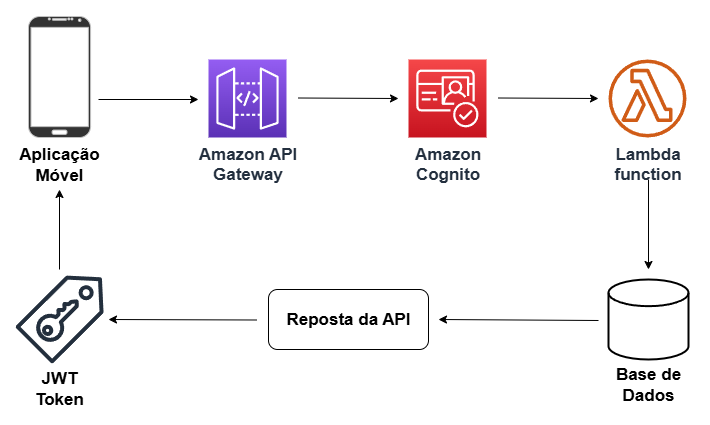 Aplicação
Móvel
Amazon API
Gateway
Amazon
Cognito
Lambda
function
JWT
Token
Reposta da API
Base de
Dados